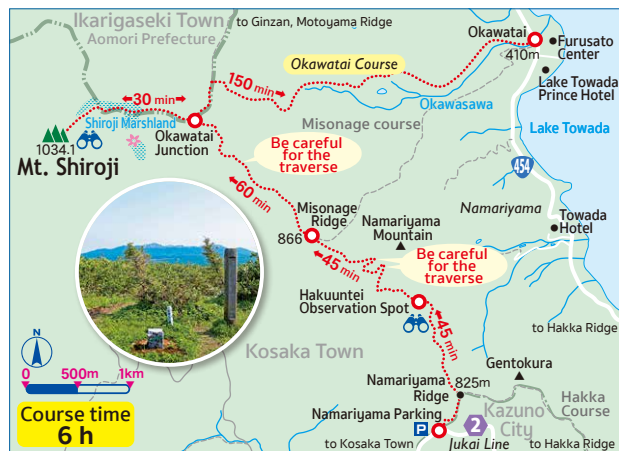 Ikarigaseki Town
Aomori Prefecture
to Ginzan, Motoyama Ridge
Okawatai
410m
Furusato
Center
Okawatai Course
150 min
Lake Towada
Prince Hotel
30 min
Okawasawa
Shiroji Marshland
Misonage course
Lake Towada
1034.1
Okawatai
Junction
Mt. Shiroji
Be careful
for the
traverse
454
60 min
Misonage
Ridge
Namariyama
Towada
Hotel
866
Namariyama
Mountain
45 min
Be careful
for the
traverse
Hakuuntei
Observation Spot
45 min
to Hakka Ridge
N
Kosaka Town
Gentokura
0 500m 1km
Namariyama
Ridge
825m
Hakka
Course
Course time
6 h
Namariyama Parking
Kazuno
City
P
2
to Kosaka Town
Jukai Line
to Hakka Ridge